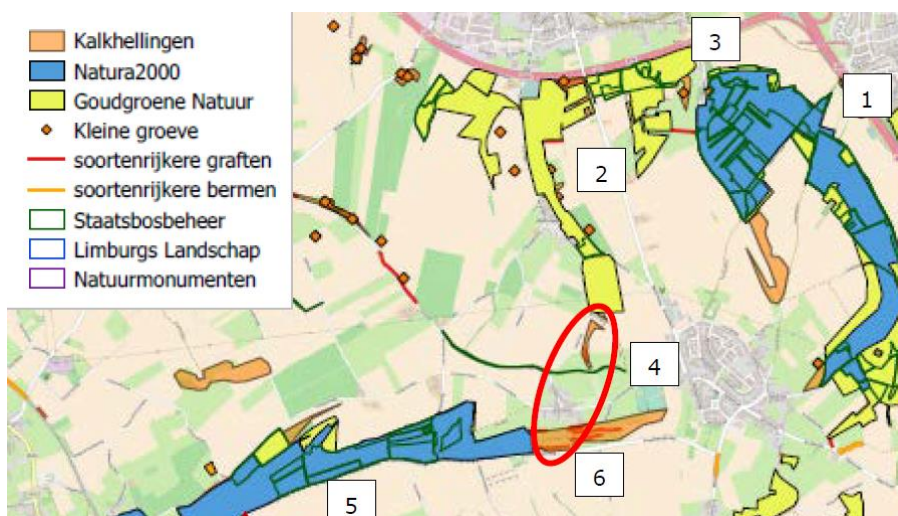 Kalkhellingen
Natura2000
Goudgroene Natuur
Kleine groeve
soortenrijkere graften
soortenrijkere bermen
Staatsbosbeheer
Limburgs Landschap
Natuurmonumenten
3
1
2
4
6
5